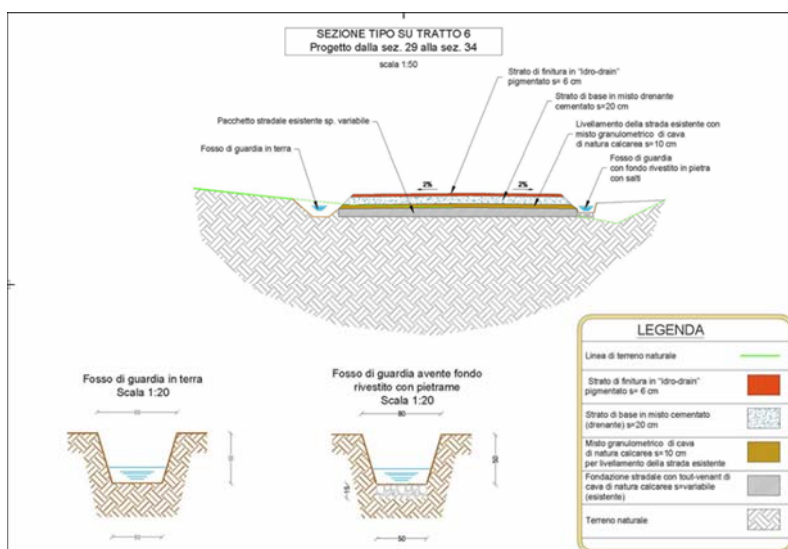 SEZIONE TIPO SU TRATTO 6
Progetto dalla sez. 29 alla sez. 34
scala 1:50
Strato di finitura in "Idro-drain"
pigmentato s= 6 cm
Strato di base in misto drenante
cementato s=20 cm
Pacchetto stradale esistente sp. variabile
Livellamento della strada esistente con
misto granulometrico di cava
di natura calcarea s=10 cm
Fosso di guardia in terra
Fosso di guardia
con fondo rivestito in pietra
con salti
2%
2%
Fosso di guardia in terra
Scala 1:20
Fosso di guardia avente fondo
rivestito con pietrame
Scala 1:20
80
50
15
50
LEGENDA
Linea di terreno naturale
Strato di finitura in "Idro-drain"
pigmentato s= 6 cm
Strato di base in misto cementato
(drenante) s=20 cm
Misto granulometrico di cava
di natura calcarea s=10 cm
per livellamento della strada esistente
Fondazione stradale con tout-venant di
cava di natura calcarea s=variabile
(esistente)
Terreno naturale